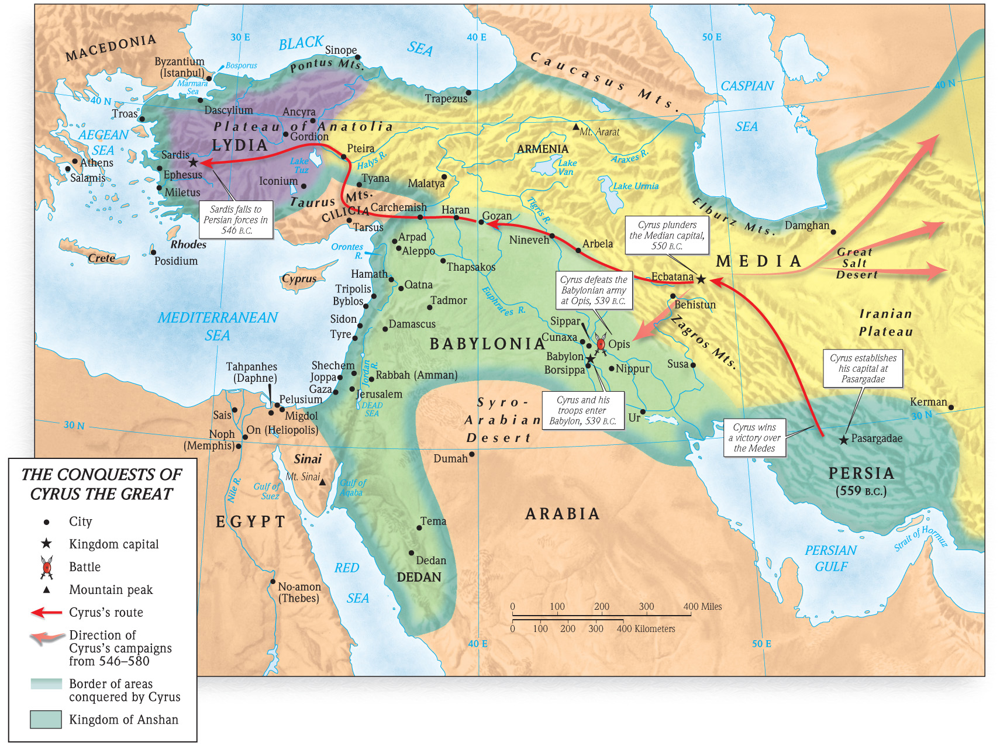 MACEDONIA
30 E
BLACK
SEA
40 E
50 E
Sinope
Pontus Mts.
Byzantium
(Istanbul)
Bosporus
Marmara
Sea
Caucasus Mts.
CASPIAN
SEA
40 N
40 N
Trapezus
Troas
Dascylium
Ancyra
Plateau of Anatolia
Gordion
LYDIA
AEGEAN
SEA
Mt. Ararat
ARMENIA
Araxes R.
Lake
Van
Lake Urmia
Athens
Salamis
Sardis
Ephesus
Miletus
Pteira
Halys R.
Lake
Tuz
Iconium
Tyana
Malatya
Taurus Mts.
CILICIA
Tarsus
Carchemish
Haran
Gozan
Tigris R.
Nineveh
Arbela
Elburz Mts.
Damghan
Sardis falls to
Persian forces in
546 B.C.
Cyrus plunders
the Median capital,
550 B.C.
MEDIA
Great
Salt
Desert
Rhodes
Crete
Posidium
Cyprus
Orontes
R.
Arpad
Aleppo
Thapsakos
Hamath
Qatna
Tripolis
Byblos
Tadmor
Euphrates R.
Ecbatana
Behistun
Cyrus defeats the
Babylonian army
at Opis, 539 B.C.
Zagros Mts.
Iranian
Plateau
MEDITERRANEAN
SEA
Sidon
Tyre
Damascus
BABYLONIA
Sippar
Cunaxa
Opis
Babylon
Borsippa
Nippur
Susa
Cyrus establishes
his capital at
Pasargadae
Tahpanhes
(Daphne)
Shechem
Joppa
Gaza
Jordan R.
Rabbah (Amman)
Jerusalem
DEAD
SEA
Pelusium
Migdol
Sais
On (Heliopolis)
Noph
(Memphis)
30 N
Syro-
Arabian
Desert
Cyrus and his
troops enter
Babylon, 539 B.C.
Ur
Cyrus wins
a victory over
the Medes
Kerman
30 N
Pasargadae
PERSIA
(559 B.C.)
Dumah
Sinai
Mt. Sinai
Gulf of
Suez
Gulf of
Aqaba
Nile R.
EGYPT
ARABIA
Tema
Dedan
DEDAN
Strait of Hormuz
PERSIAN
GULF
RED
SEA
No-amon
(Thebes)
0 100 200 300 400 Miles
0 100 200 300 400 Kilometers
40 E
50 E
THE CONQUESTS OF
CYRUS THE GREAT
City
Kingdom capital
Battle
Mountain peak
Cyrus's route
Direction of
Cyrus's campaigns
from 546–580
Border of areas
conquered by Cyrus
Kingdom of Anshan